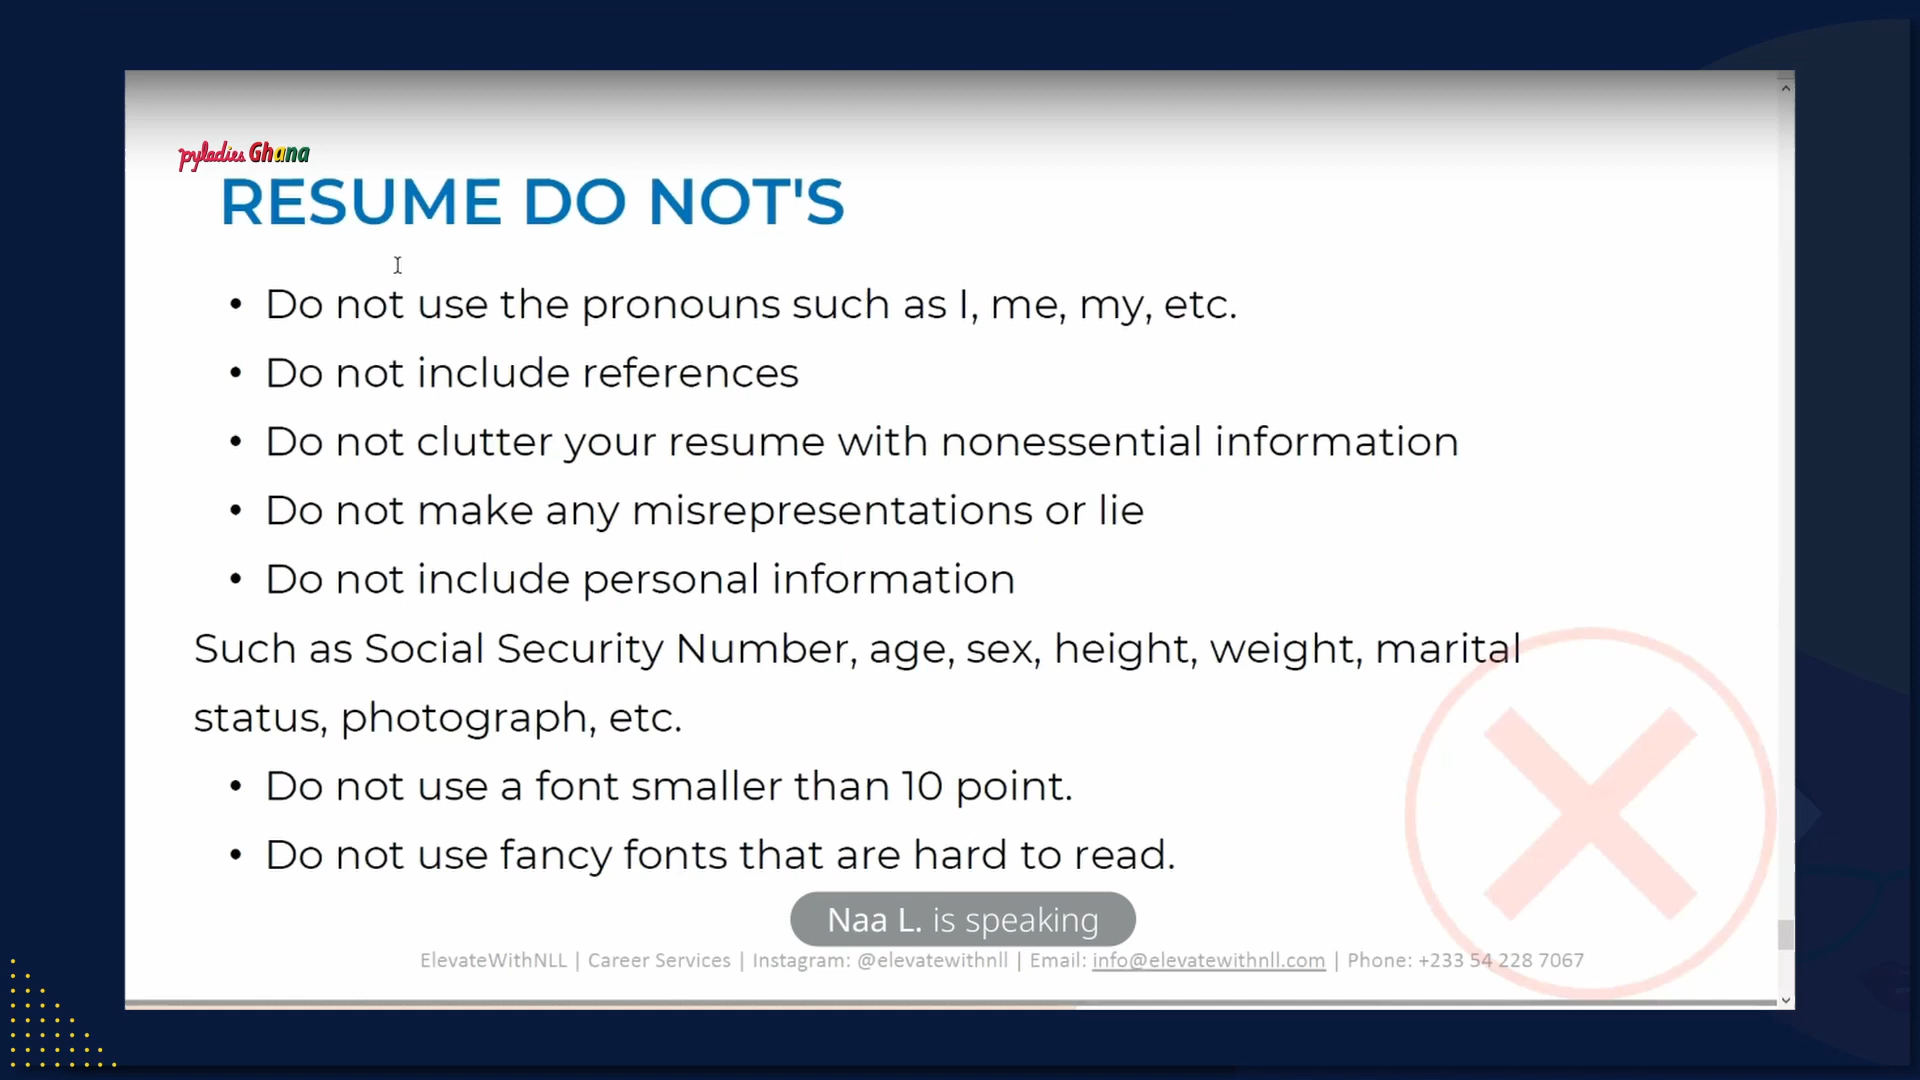 pyladies Ghana
RESUME DO NOT'S
• Do not use the pronouns such as I, me, my, etc.
• Do not include references
• Do not clutter your resume with nonessential information
• Do not make any misrepresentations or lie
• Do not include personal information
Such as Social Security Number, age, sex, height, weight, marital
status, photograph, etc.
• Do not use a font smaller than 10 point.
• Do not use fancy fonts that are hard to read.
Naa L. is speaking
ElevateWithNLL | Career Services | Instagram: @elevatewithnll | Email: info@elevatewithnll.com | Phone: +233 54 228 7067